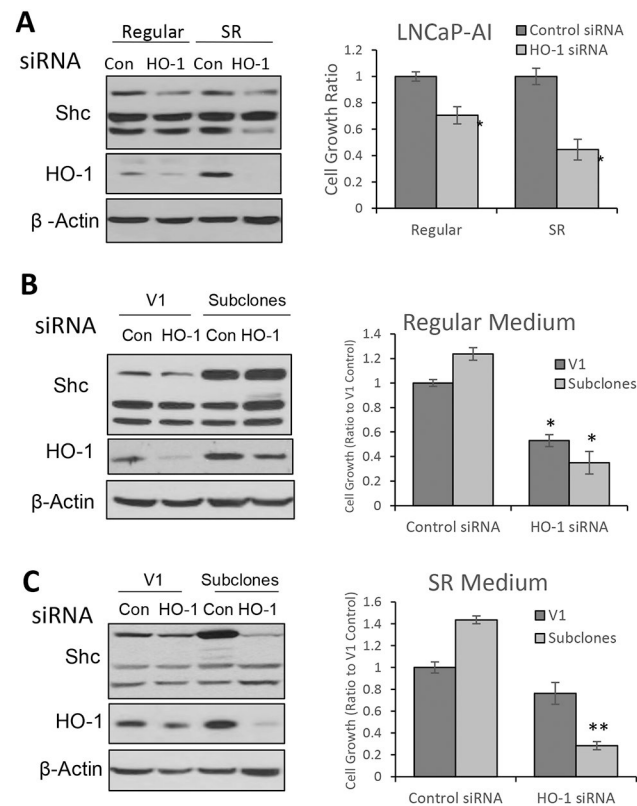 A
Regular SR
siRNA
Con HO-1 Con HO-1
Shc
HO-1
β -Actin
LNCaP-AI
Control siRNA
HO-1 siRNA
Cell Growth Ratio
1.2
1
0.8
0.6
0.4
0.2
0
*
*
Regular SR
B
V1 Subclones
siRNA
Con HO-1 Con HO-1
Shc
HO-1
β-Actin
Regular Medium
V1
Subclones
Cell Growth (Ratio to V1 Control)
1.4
1.2
1
0.8
0.6
0.4
0.2
0
* *
Control siRNA HO-1 siRNA
C
V1 Subclones
siRNA
Con HO-1 Con HO-1
Shc
HO-1
β-Actin
SR Medium
V1
Subclones
Cell Growth (Ratio to V1 Control)
1.6
1.4
1.2
1
0.8
0.6
0.4
0.2
0
**
Control siRNA HO-1 siRNA